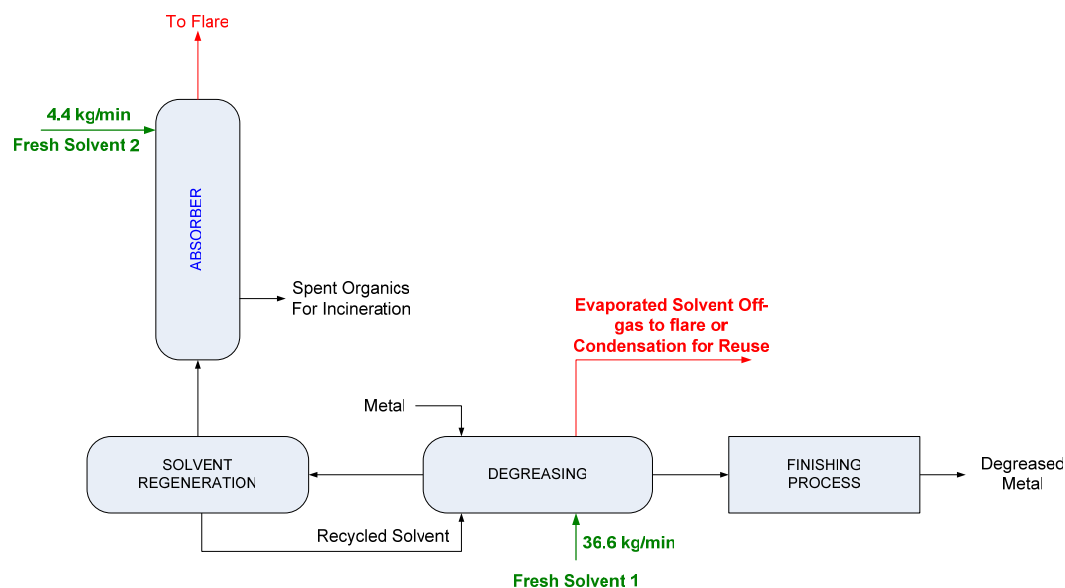 To Flare
4.4 kg/min
Fresh Solvent 2
ABSORBER
Spent Organics
For Incineration
Evaporated Solvent Off-
gas to flare or
Condensation for Reuse
Metal
SOLVENT
REGENERATION
DEGREASING
FINISHING
PROCESS
Degreased
Metal
Recycled Solvent
36.6 kg/min
Fresh Solvent 1